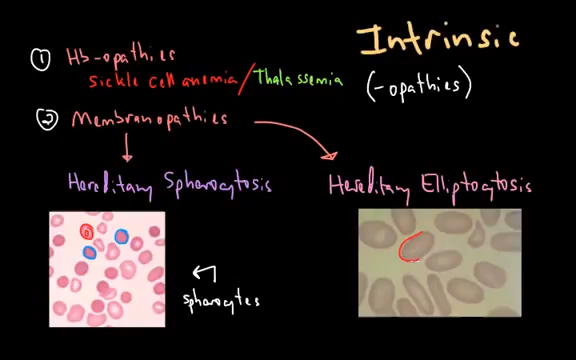 Intrinsic
(-opathies)
① Hb-opathies
Sickle cell anemia / Thalassemia
② Membranopathies
Hereditary Spherocytosis
Hereditary Elliptocytosis
spherocytes